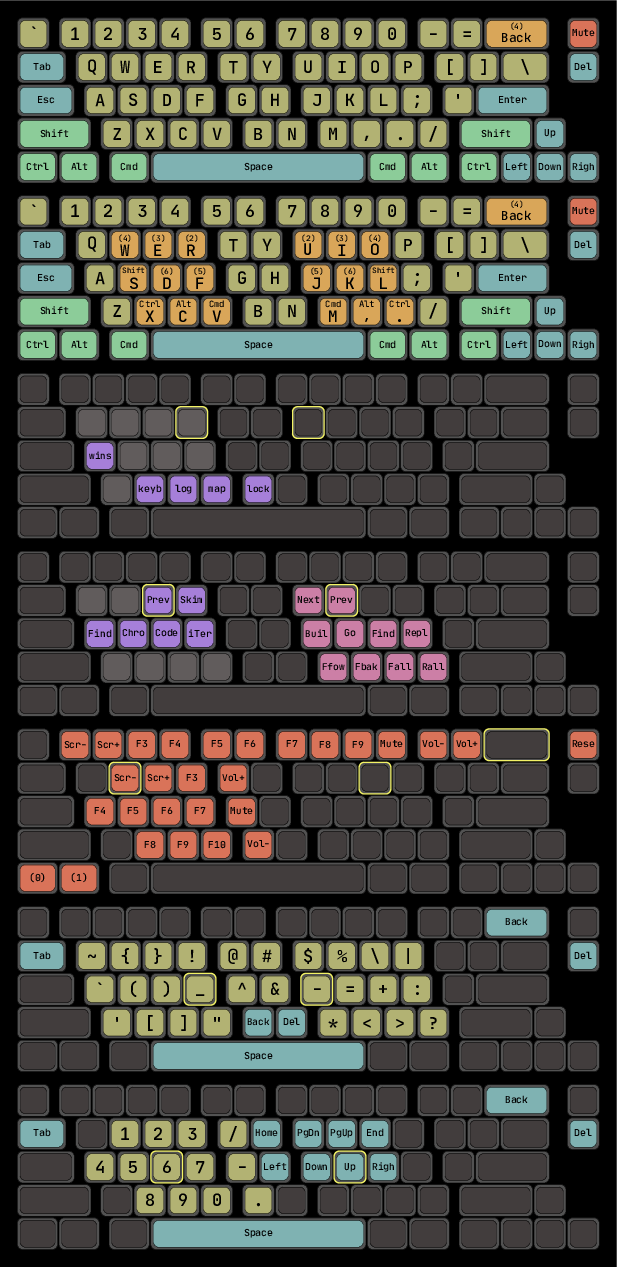 ` 1 2 3 4 5 6 7 8 9 0 - = (4) Back Mute
Tab Q W E R T Y U I O P [ ] \ Del
Esc A S D F G H J K L ; ' Enter
Shift Z X C V B N M , . / Shift Up
Ctrl Alt Cmd Space Cmd Alt Ctrl Left Down Righ
` 1 2 3 4 5 6 7 8 9 0 - = (4) Back Mute
Tab Q (4) W (3) E (2) R T Y (2) U (3) I (4) O P [ ] \ Del
Esc A Shift S (6) D (5) F G H (5) J (6) K Shift L ; ' Enter
Shift Z Ctrl X Alt C Cmd V B N Cmd M Alt , Ctrl . / Shift Up
Ctrl Alt Cmd Space Cmd Alt Ctrl Left Down Righ
wins
keyb log map lock
Prev Skim Next Prev
Find Chro Code iTer Buil Go Find Repl
Ffow Fbak Fall Rall
Scr- Scr+ F3 F4 F5 F6 F7 F8 F9 Mute Vol- Vol+ Rese
Scr- Scr+ F3 Vol+
F4 F5 F6 F7 Mute
F8 F9 F10 Vol-
(0) (1)
Back
Tab ~ { } ! @ # $ % \ | Del
` ( ) _ ^ & - = + :
' [ ] " Back Del * < > ?
Space
Back
Tab 1 2 3 / Home PgDn PgUp End Del
4 5 6 7 - Left Down Up Righ
8 9 0 .
Space